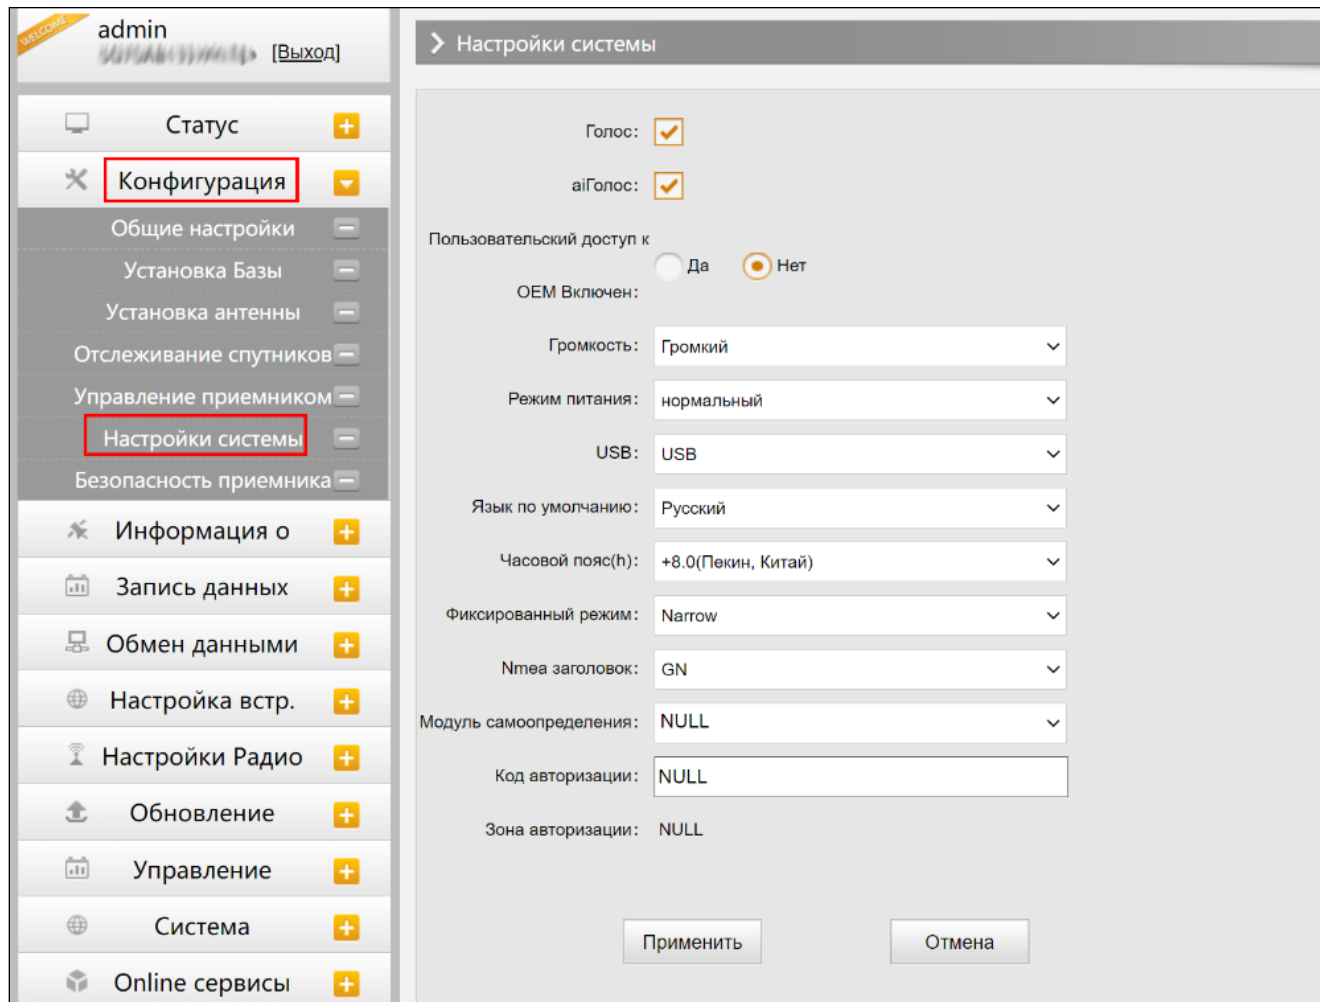 WELCOME
admin
[Выход]
Статус
Конфигурация
Общие настройки
Установка Базы
Установка антенны
Отслеживание спутников
Управление приемником
Настройки системы
Безопасность приемника
Информация о
Запись данных
Обмен данными
Настройка встр.
Настройки Радио
Обновление
Управление
Система
Online сервисы
Настройки системы
Голос:
aiГолос:
Пользовательский доступ к
Да Нет
OEM Включен:
Громкость: Громкий
Режим питания: нормальный
USB: USB
Язык по умолчанию: Русский
Часовой пояс(h): +8.0(Пекин, Китай)
Фиксированный режим: Narrow
Nmea заголовок: GN
Модуль самоопределения: NULL
Код авторизации: NULL
Зона авторизации: NULL
Применить Отмена